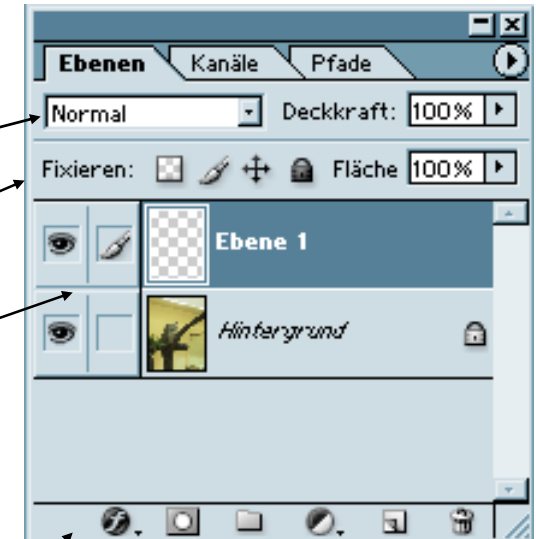 Ebenen Kanäle Pfade
Normal Deckkraft: 100%
Fixieren: Fläche 100%
Ebene 1
Hintergrund